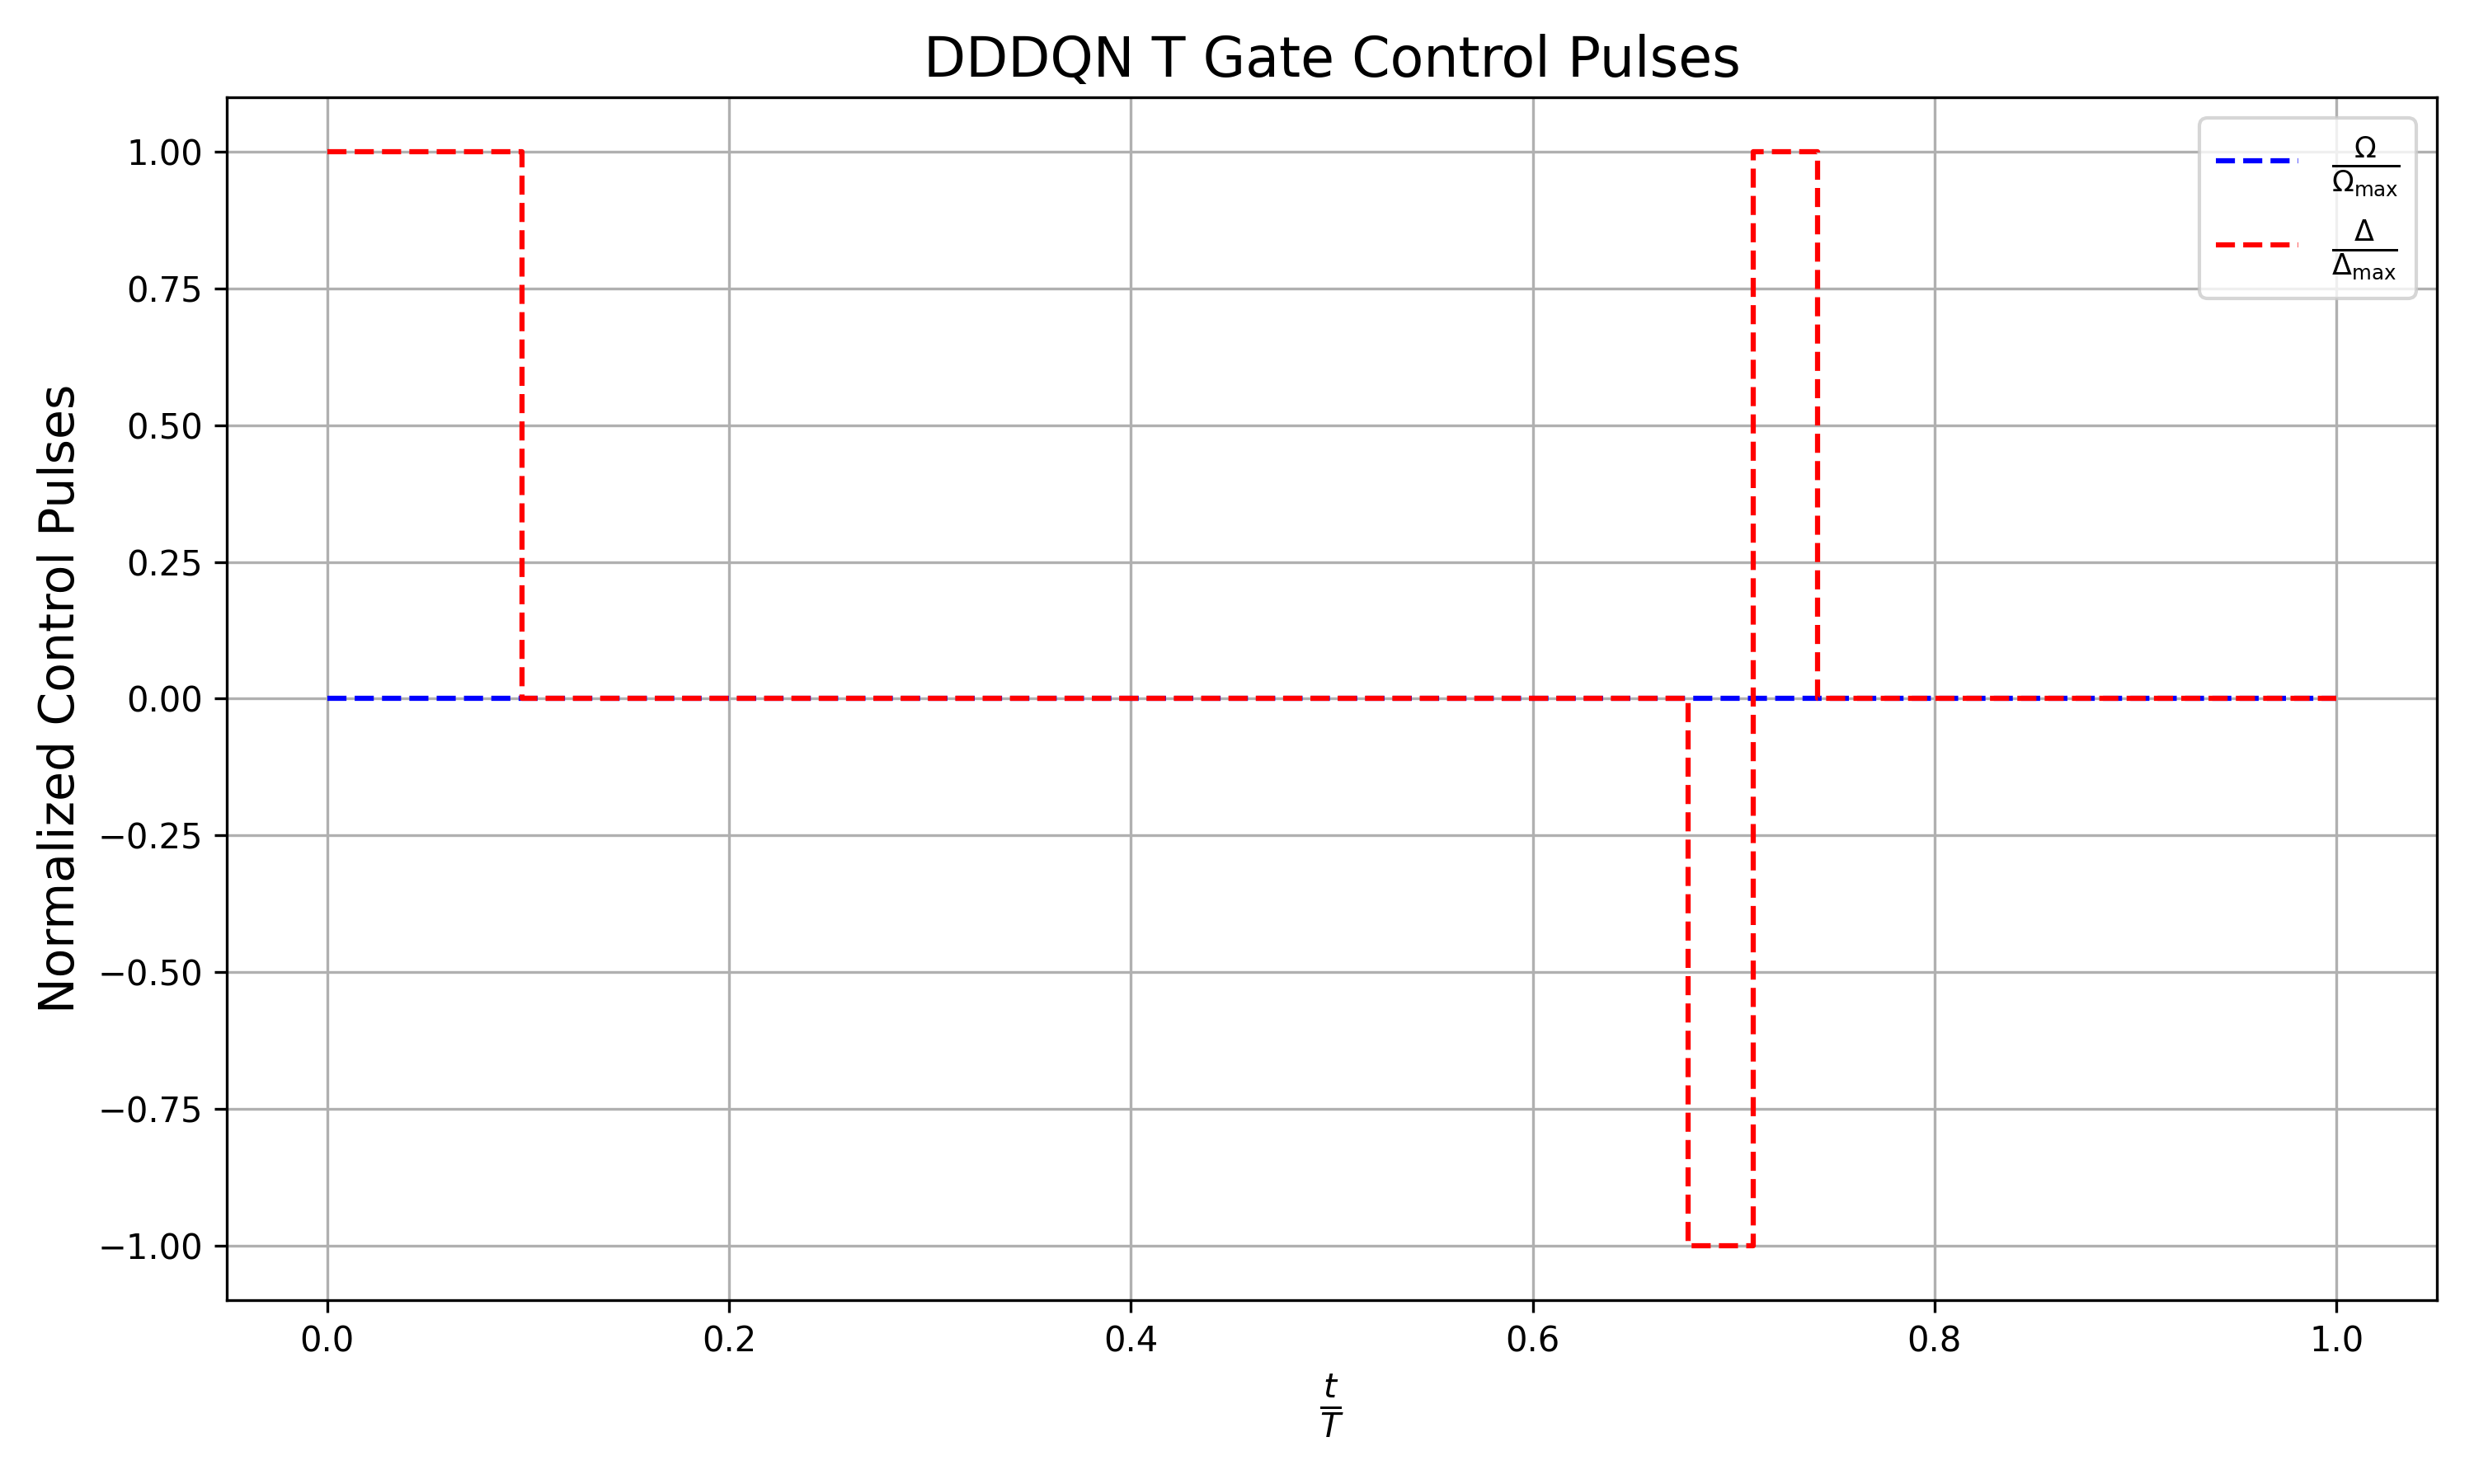 DDDQN T Gate Control Pulses
Normalized Control Pulses
1.00
0.75
0.50
0.25
0.00
−0.25
−0.50
−0.75
−1.00
Ω
Ωmax
Δ
Δmax
0.0 0.2 0.4 0.6 0.8 1.0
t
T